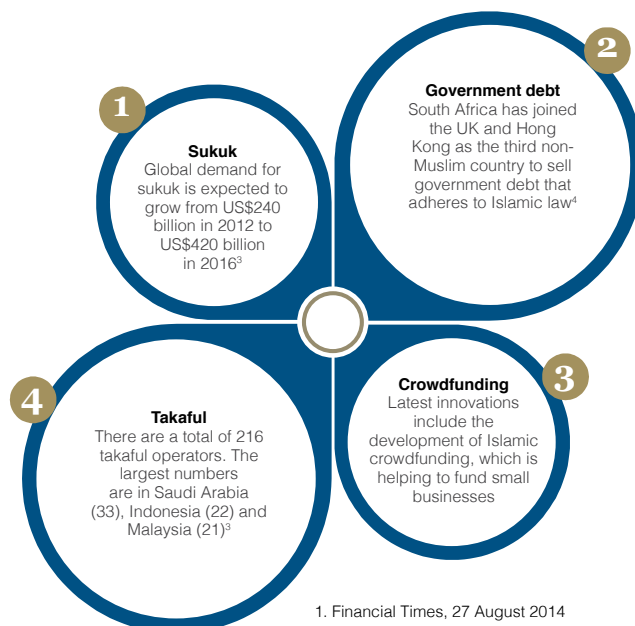 1
Sukuk
Global demand for
sukuk is expected to
grow from US$240
billion in 2012 to
US$420 billion
in 2016³
2
Government debt
South Africa has joined
the UK and Hong
Kong as the third non-
Muslim country to sell
government debt that
adheres to Islamic law⁴
3
Crowdfunding
Latest innovations
include the
development of Islamic
crowdfunding, which is
helping to fund small
businesses
4
Takaful
There are a total of 216
takaful operators. The
largest numbers
are in Saudi Arabia
(33), Indonesia (22) and
Malaysia (21)³
1. Financial Times, 27 August 2014